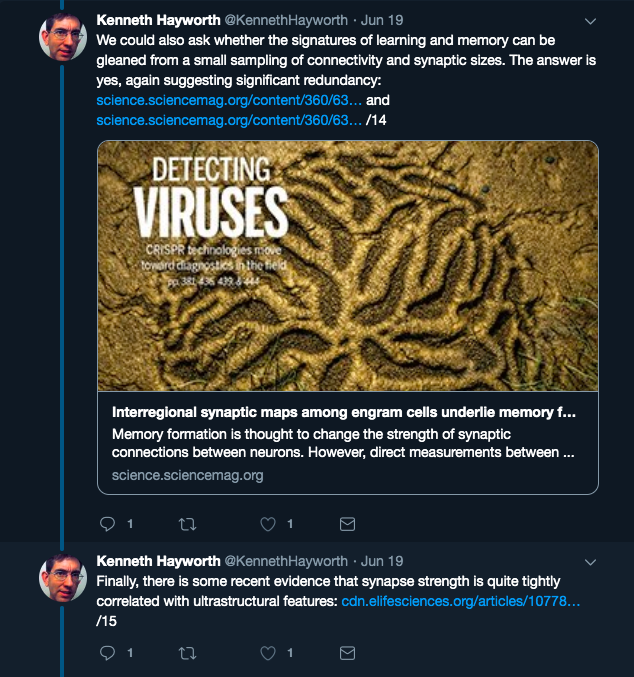 Kenneth Hayworth @KennethHayworth · Jun 19
We could also ask whether the signatures of learning and memory can be
gleaned from a small sampling of connectivity and synaptic sizes. The answer is
yes, again suggesting significant redundancy:
science.sciencemag.org/content/360/63... and
science.sciencemag.org/content/360/63... /14
DETECTING
VIRUSES
CRISPR technologies move
toward diagnostics in the field
pp. 381, 436, 439, & 444
Interregional synaptic maps among engram cells underlie memory f...
Memory formation is thought to change the strength of synaptic
connections between neurons. However, direct measurements between ...
science.sciencemag.org
1 1
Kenneth Hayworth @KennethHayworth · Jun 19
Finally, there is some recent evidence that synapse strength is quite tightly
correlated with ultrastructural features: cdn.elifesciences.org/articles/10778...
/15
1 1